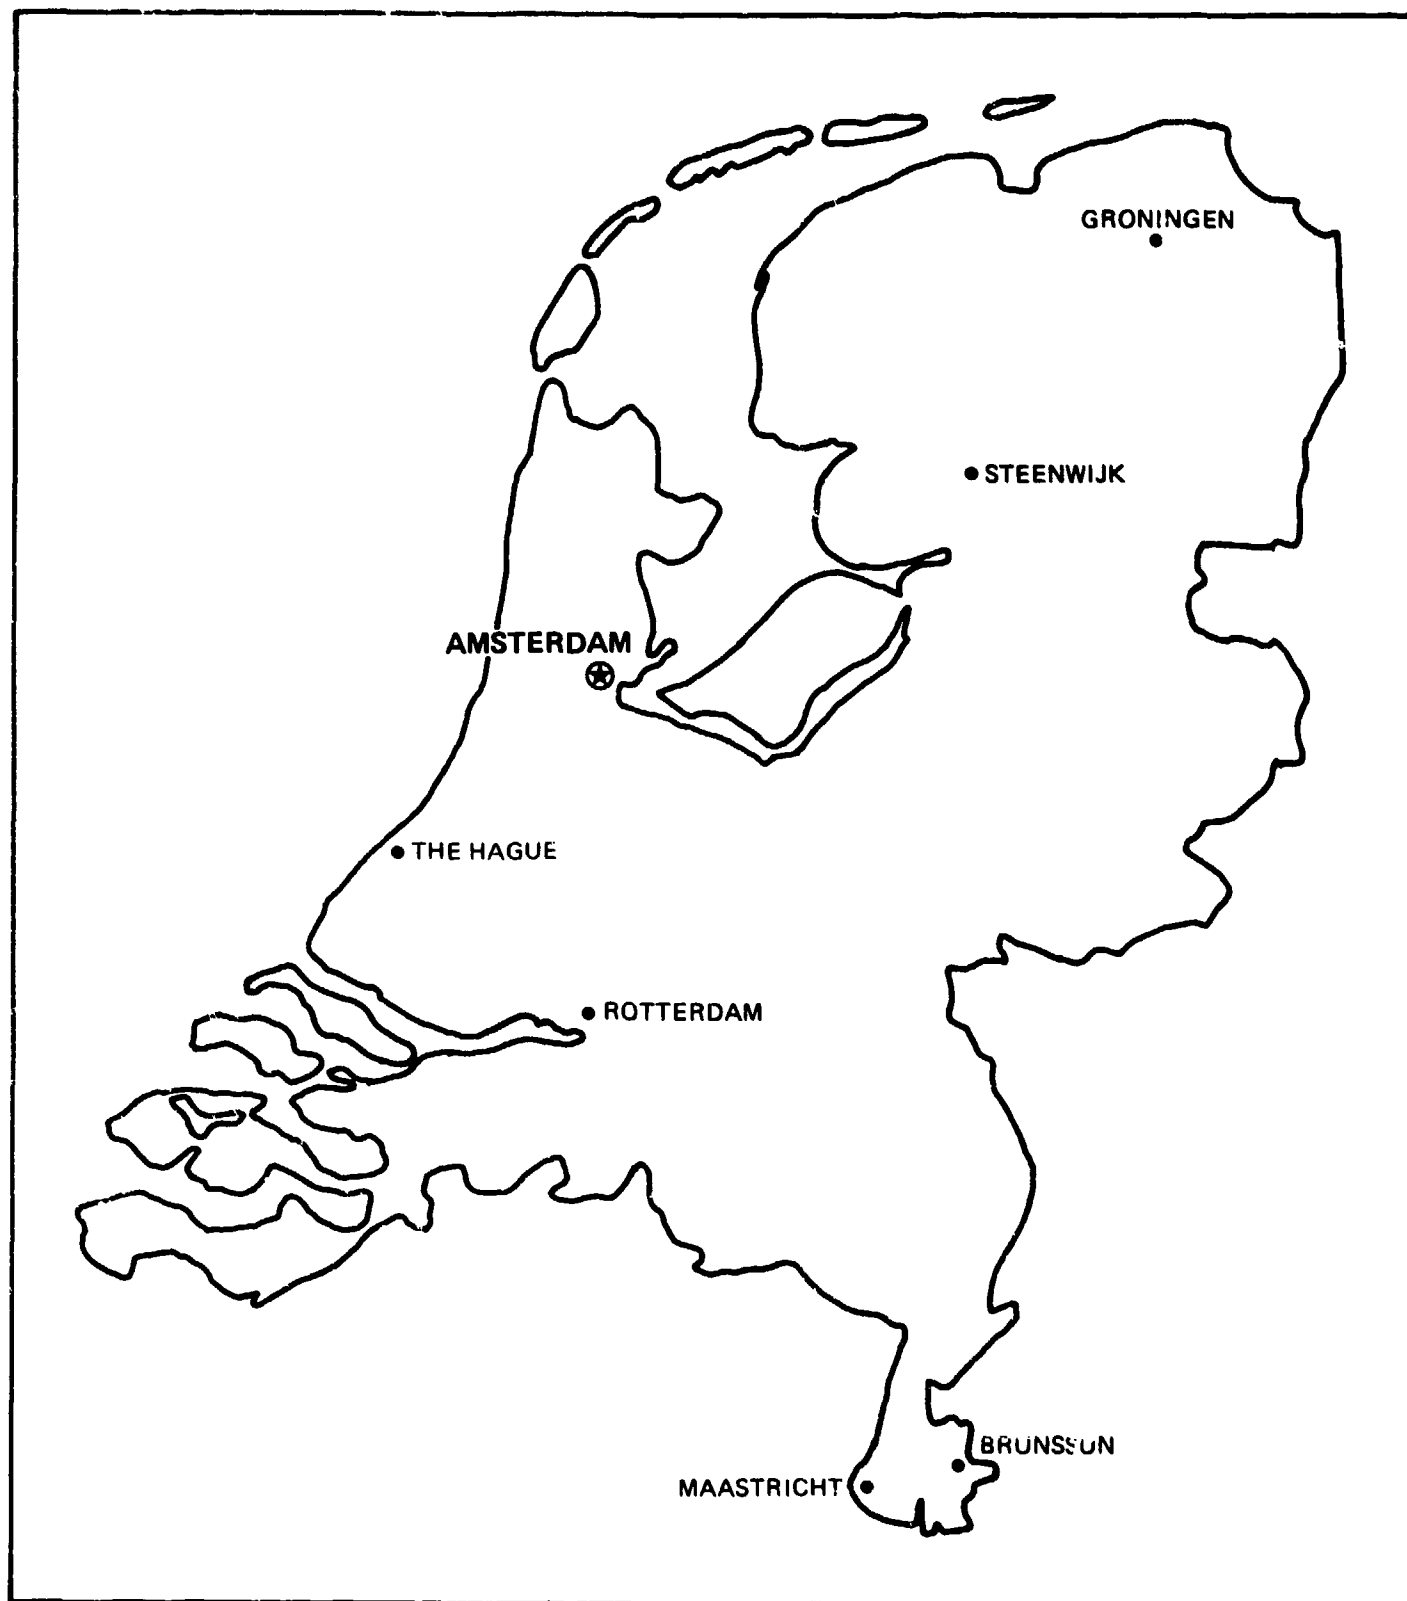 GRONINGEN
STEENWIJK
AMSTERDAM
THE HAGUE
ROTTERDAM
MAASTRICHT